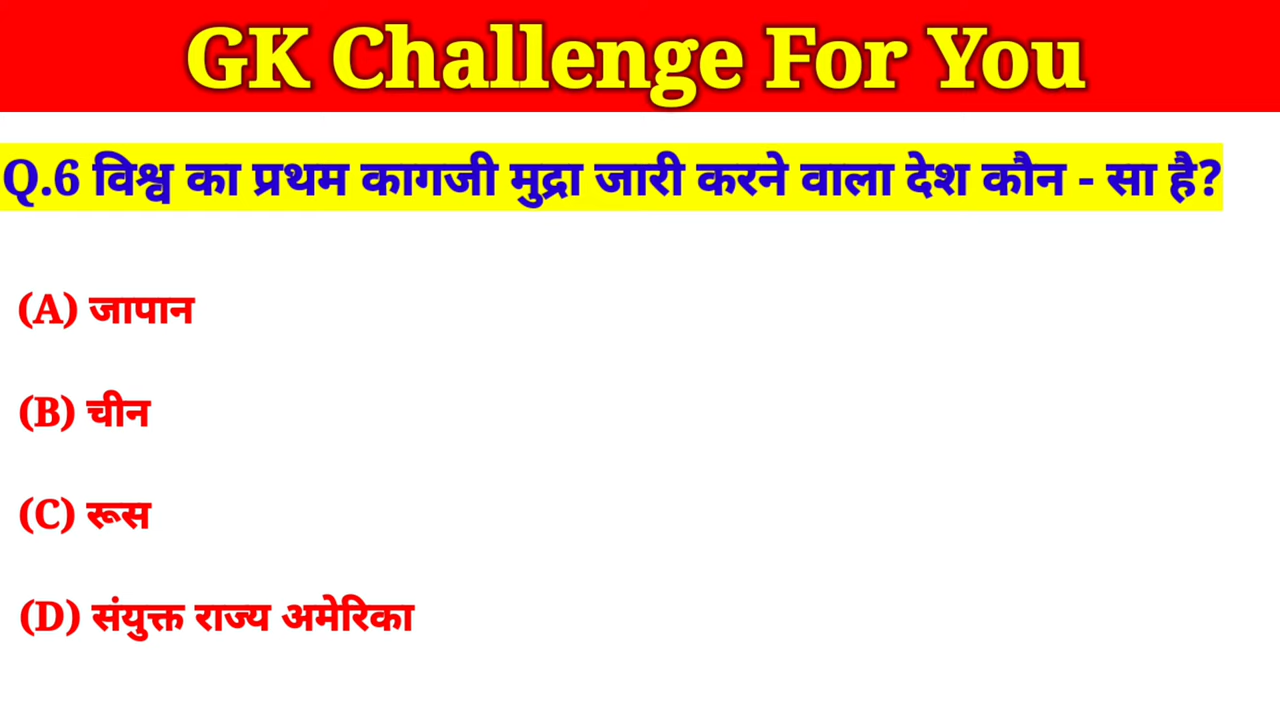 GK Challenge For You
Q.6 विश्व का प्रथम कागजी मुद्रा जारी करने वाला देश कौन - सा है?
(A) जापान
(B) चीन
(C) रूस
(D) संयुक्त राज्य अमेरिका